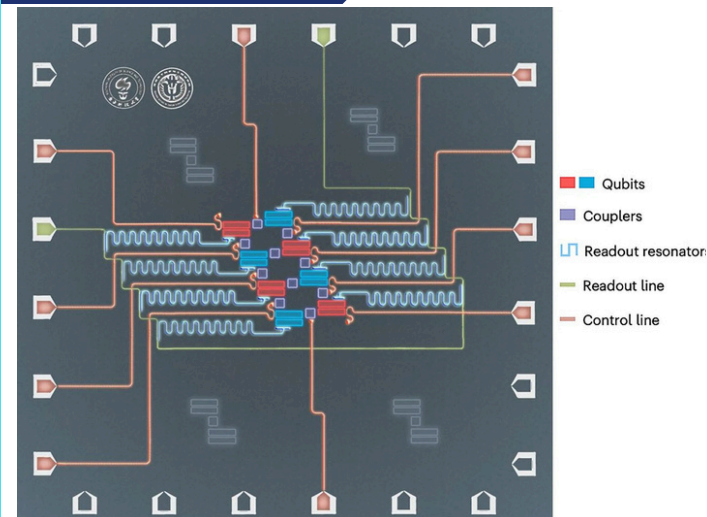 Qubits
Couplers
Readout resonators
Readout line
Control line